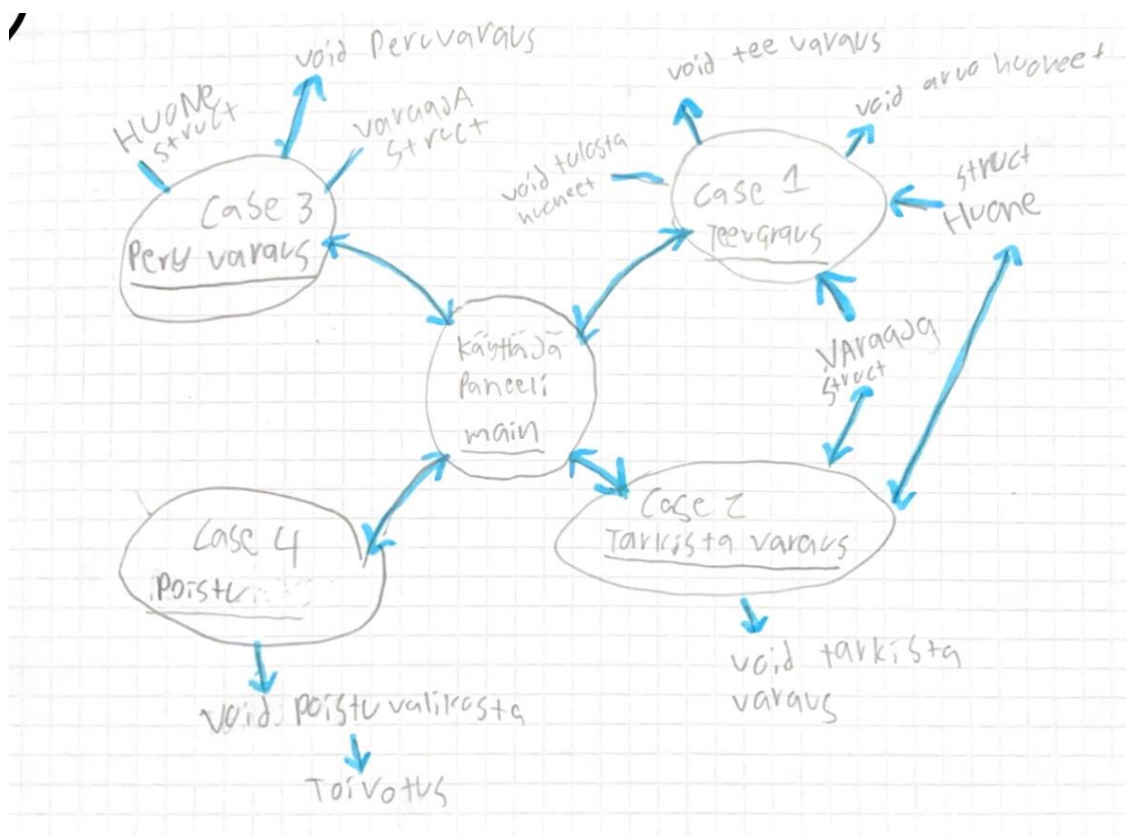 void Peruvaraus
HUONE
struct
varaajA
struct
Case 3
Peru varaus
void tee varaus
void arvo huoneet
void tulosta
huoneet
Case 1
Teevaraus
struct
Huone
VAraaja
struct
Käyttäjä
Paneeli
main
Case 2
Tarkista varaus
void tarkista
varaus
Case 4
Poistu
void poistu valikosta
Toivotus